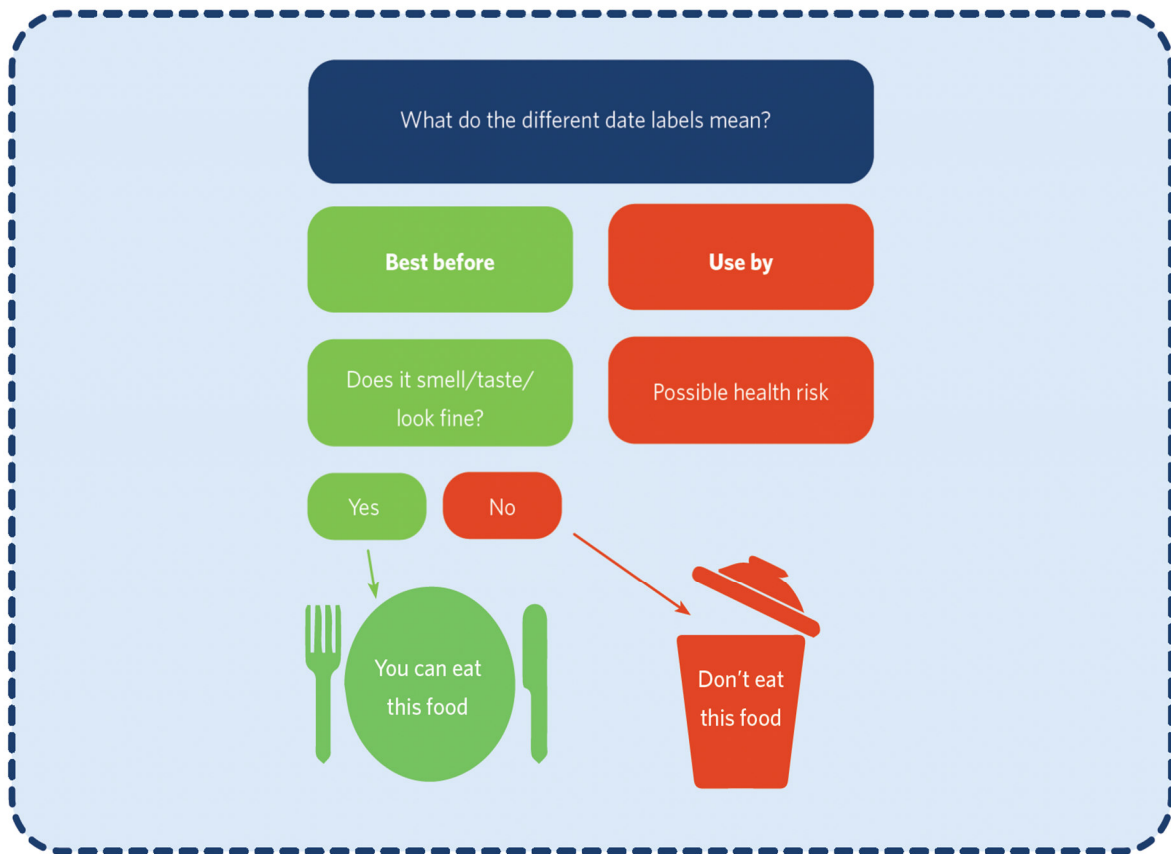 What do the different date labels mean?
Best before
Use by
Does it smell/taste/
look fine?
Possible health risk
Yes
No
You can eat
this food
Don't eat
this food